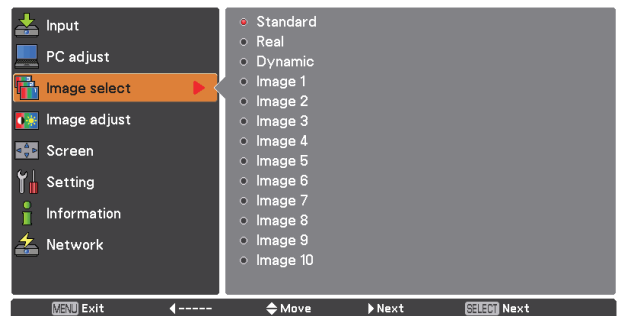 Input
PC adjust
Image select
Image adjust
Screen
Setting
Information
Network
Standard
Real
Dynamic
Image 1
Image 2
Image 3
Image 4
Image 5
Image 6
Image 7
Image 8
Image 9
Image 10
MENU Exit ----- Move Next SELECT Next